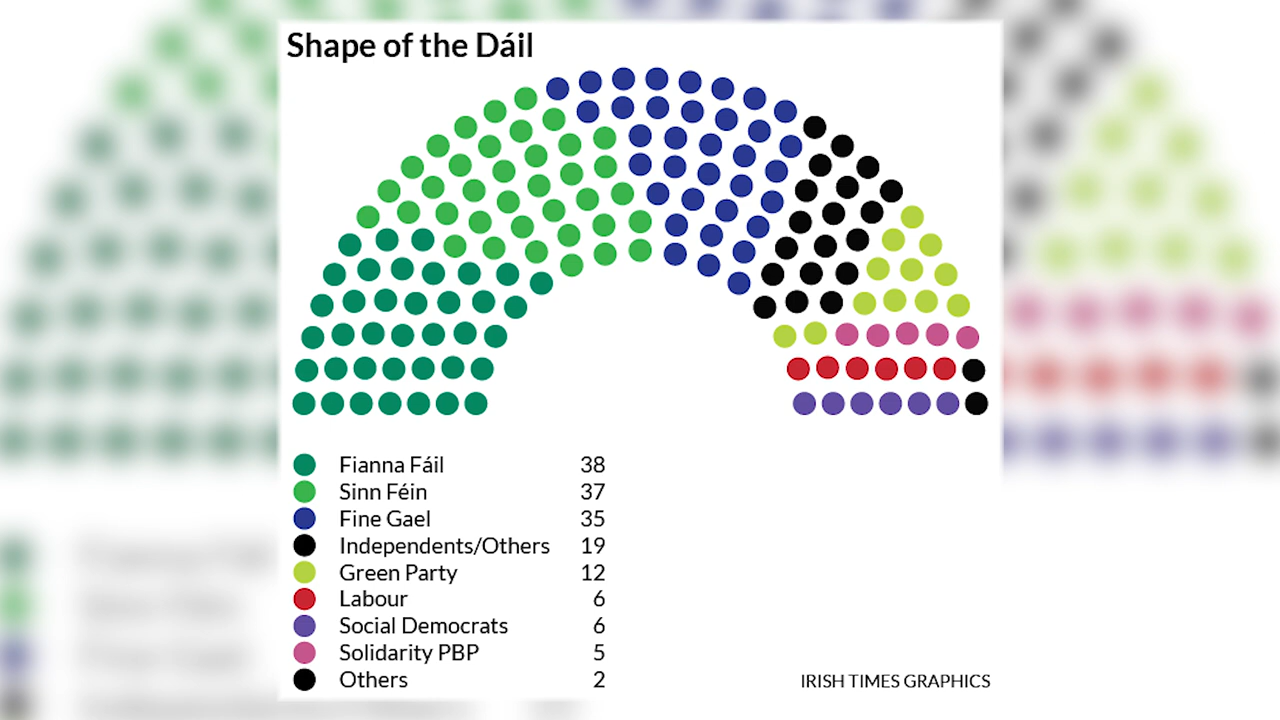 Shape of the Dáil
Fianna Fáil 38
Sinn Féin 37
Fine Gael 35
Independents/Others 19
Green Party 12
Labour 6
Social Democrats 6
Solidarity PBP 5
Others 2
IRISH TIMES GRAPHICS